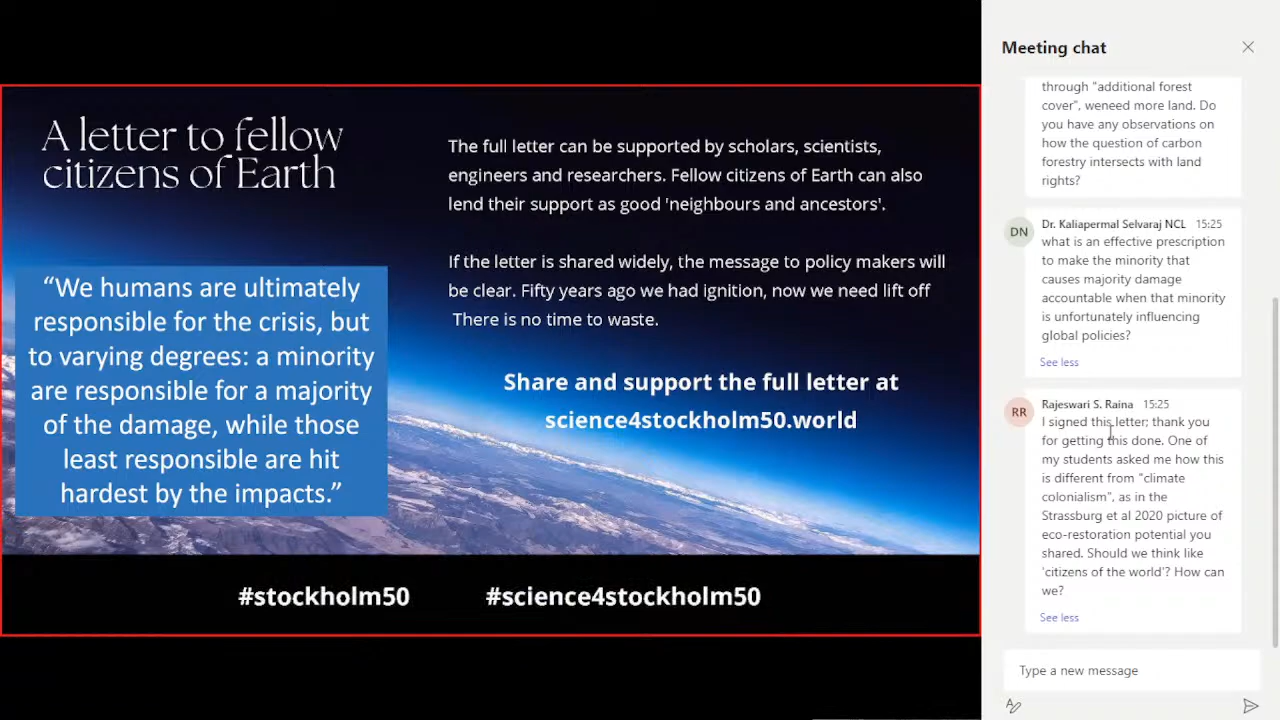 A letter to fellow
citizens of Earth
“We humans are ultimately
responsible for the crisis, but
to varying degrees: a minority
are responsible for a majority
of the damage, while those
least responsible are hit
hardest by the impacts.”
The full letter can be supported by scholars, scientists,
engineers and researchers. Fellow citizens of Earth can also
lend their support as good 'neighbours and ancestors'.
If the letter is shared widely, the message to policy makers will
be clear. Fifty years ago we had ignition, now we need lift off
There is no time to waste.
Share and support the full letter at
science4stockholm50.world
#stockholm50 #science4stockholm50
Meeting chat
through "additional forest
cover", weneed more land. Do
you have any observations on
how the question of carbon
forestry intersects with land
rights?
DN
Dr. Kaliapermal Selvaraj NCL 15:25
what is an effective prescription
to make the minority that
causes majority damage
accountable when that minority
is unfortunately influencing
global policies?
See less
RR
Rajeswari S. Raina 15:25
I signed this letter; thank you
for getting this done. One of
my students asked me how this
is different from "climate
colonialism", as in the
Strassburg et al 2020 picture of
eco-restoration potential you
shared. Should we think like
'citizens of the world'? How can
we?
See less
Type a new message